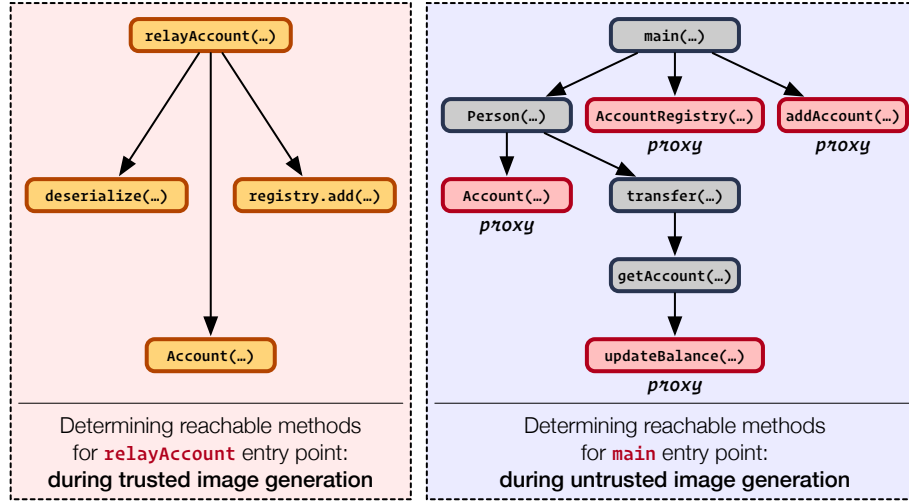 relayAccount(…)
deserialize(…)
registry.add(…)
Account(…)
Determining reachable methods
for relayAccount entry point:
during trusted image generation
main(…)
Person(…)
AccountRegistry(…)
addAccount(…)
proxy
proxy
Account(…)
transfer(…)
proxy
getAccount(…)
updateBalance(…)
proxy
Determining reachable methods
for main entry point:
during untrusted image generation